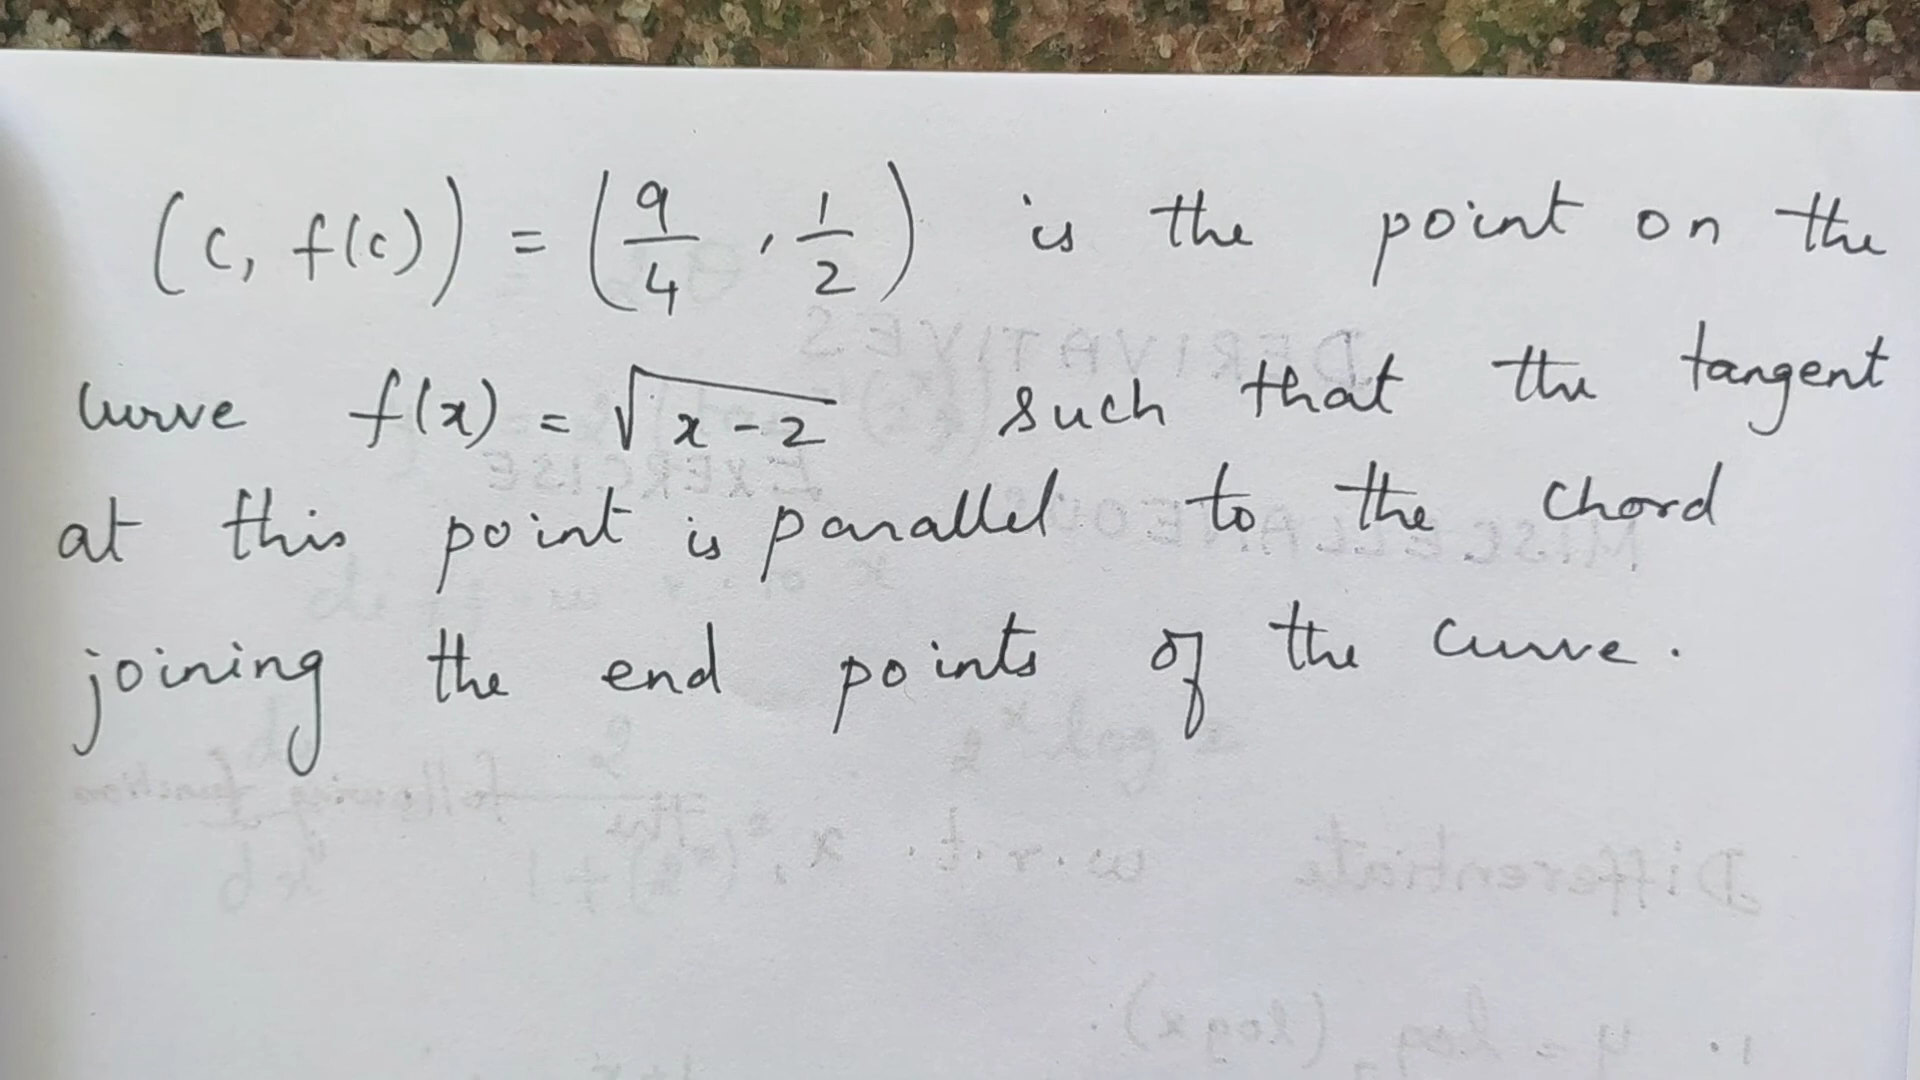 (c, f(c)) = (9/4, 1/2) is the point on the
curve f(x) = √(x-2) such that the tangent
at this point is parallel to the chord
joining the end points of the curve.